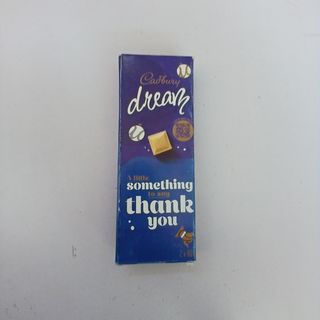 Cadbury
dream
A little
something
to say
thank
you